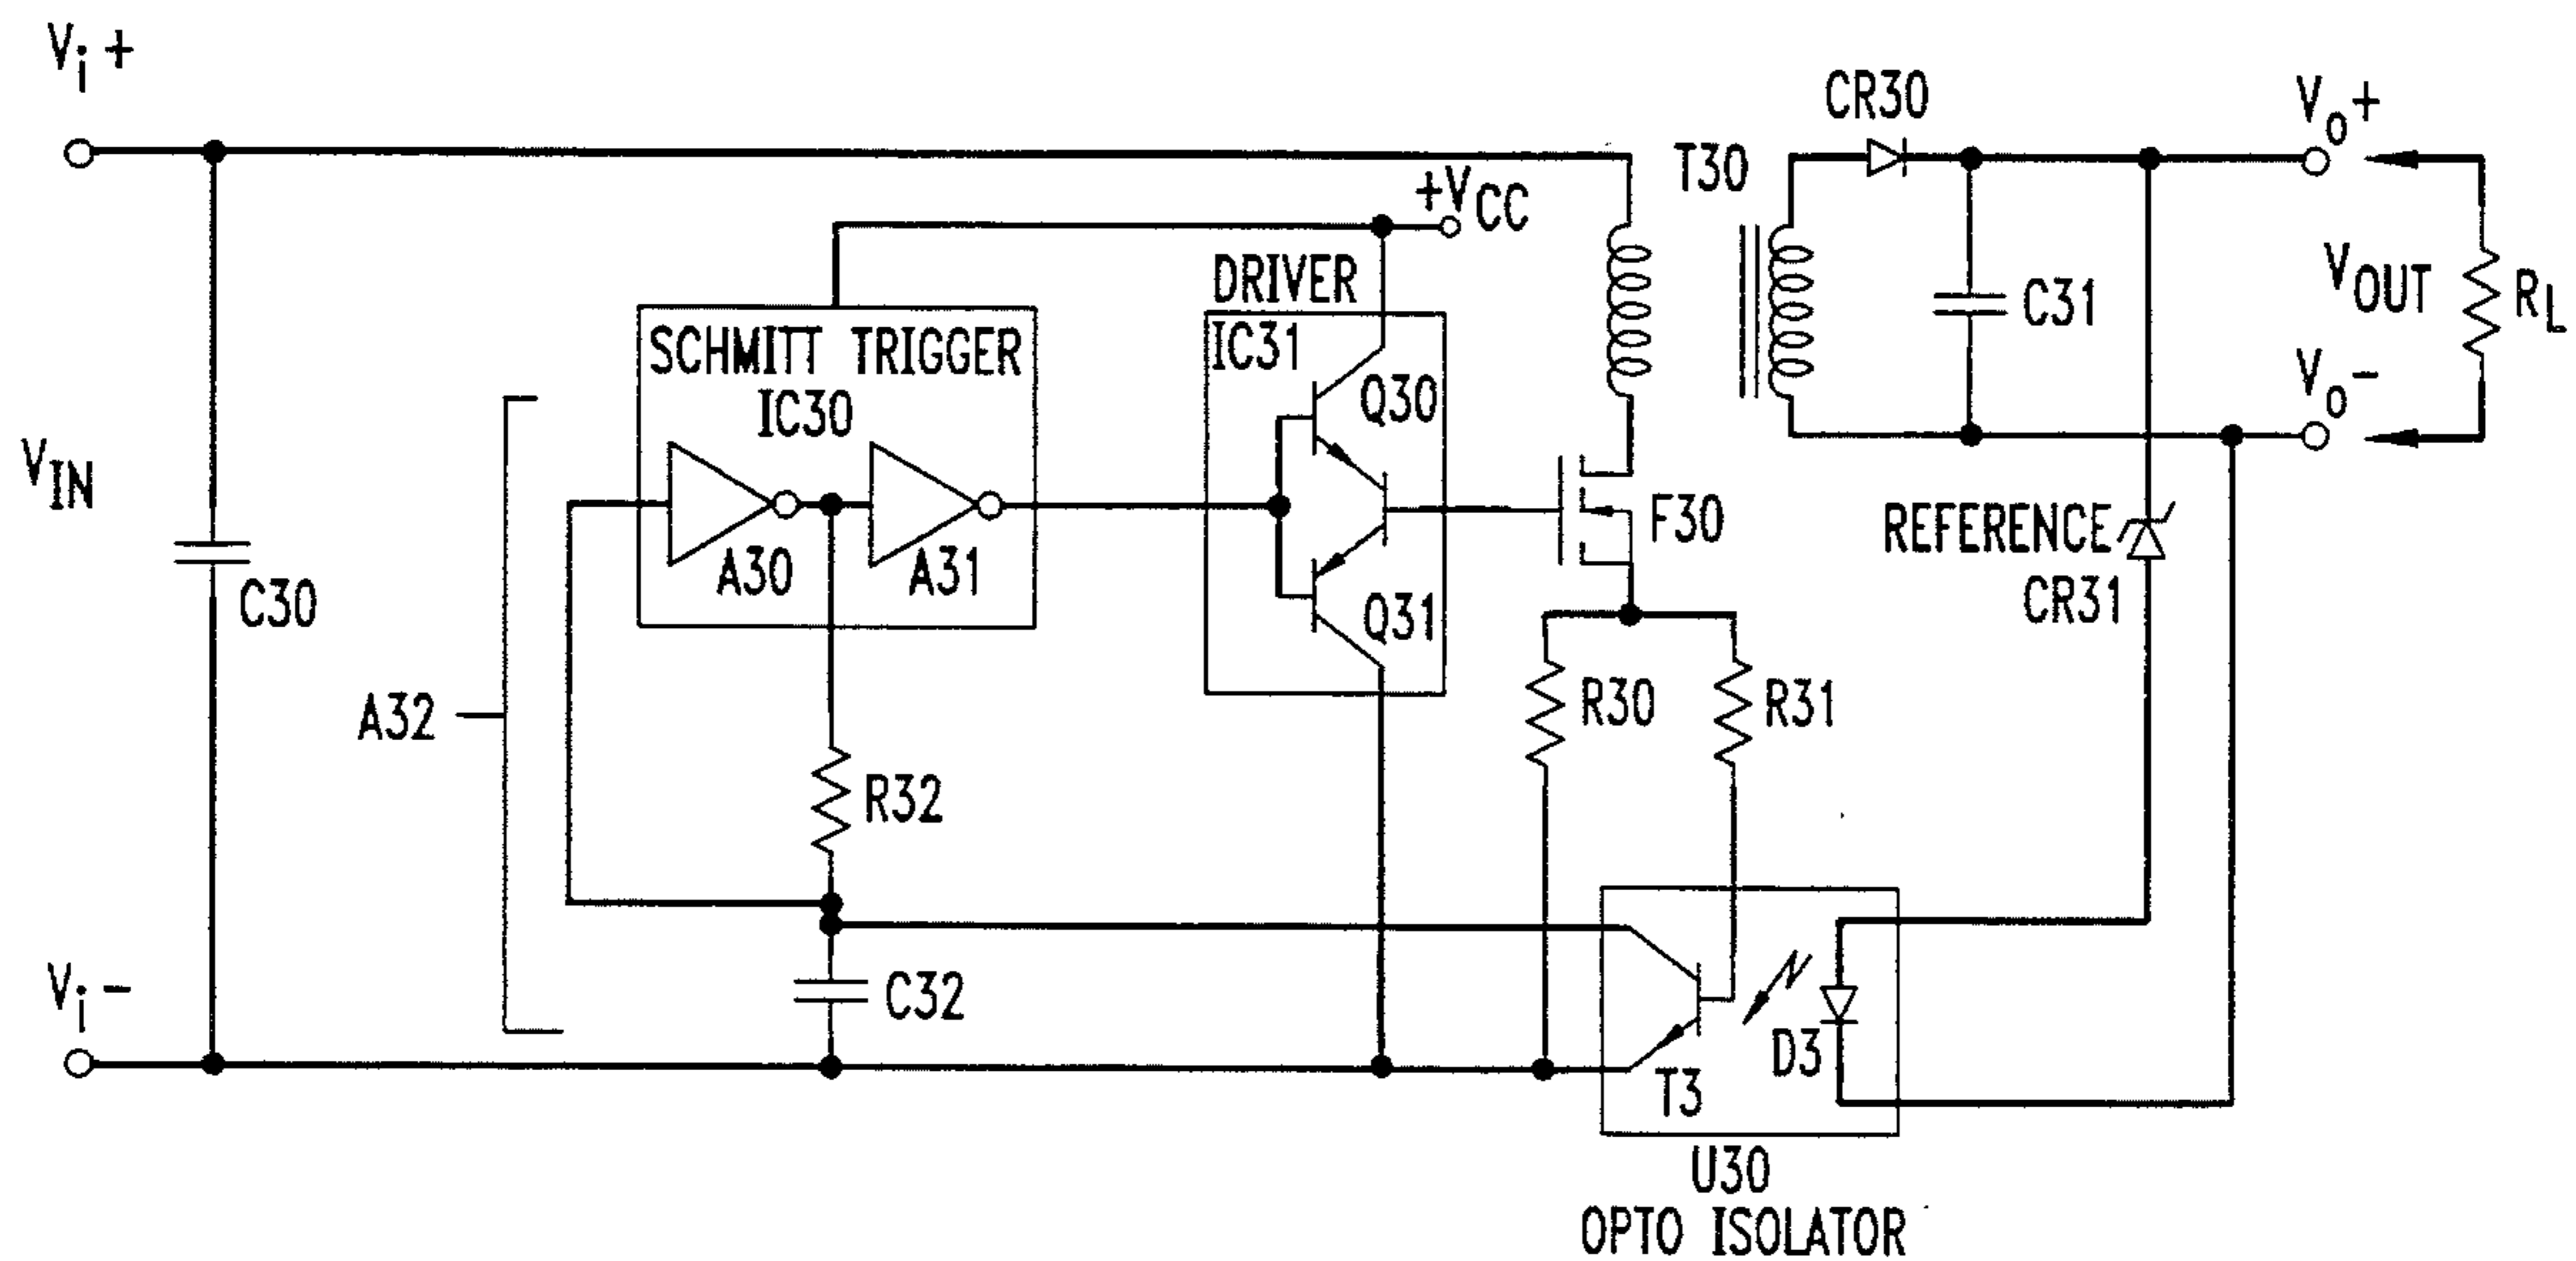 Vi+
CR30
Vo+
T30
+VCC
DRIVER
IC31
SCHMITT TRIGGER
IC30
Q30
C31
VOUT
RL
Vo-
VIN
A30
A31
F30
REFERENCE
CR31
C30
Q31
A32
R30
R31
R32
Vi-
C32
D3
T3
U30
OPTO ISOLATOR